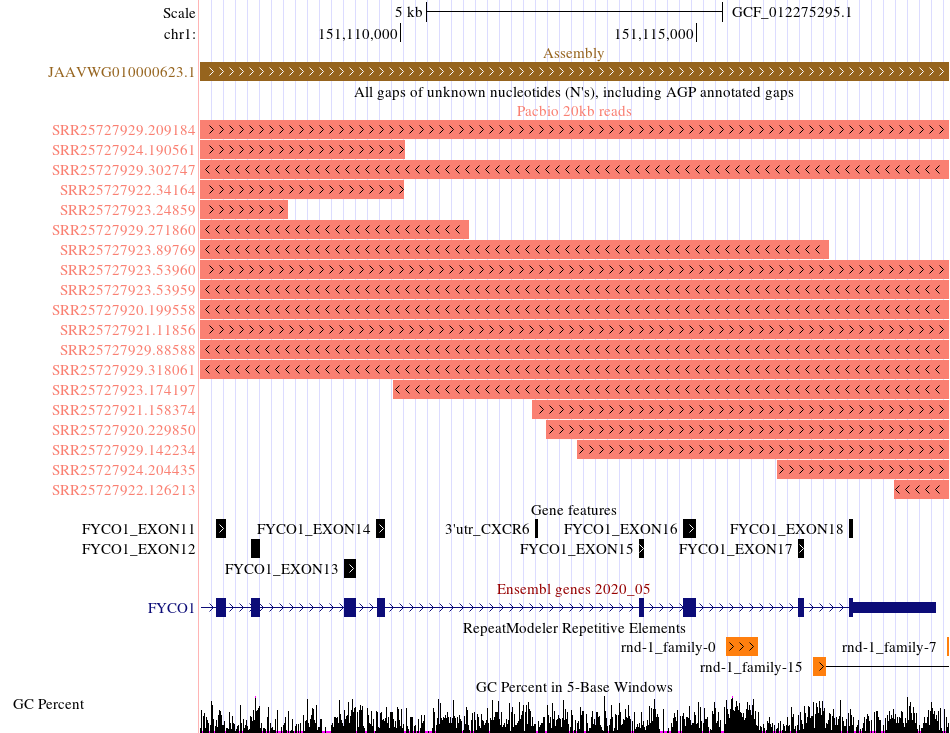 Scale 5 kb GCF_012275295.1
chr1: 151,110,000 151,115,000
Assembly
JAAVWG010000623.1
All gaps of unknown nucleotides (N's), including AGP annotated gaps
Pacbio 20kb reads
SRR25727929.209184
SRR25727924.190561
SRR25727929.302747
SRR25727922.34164
SRR25727923.24859
SRR25727929.271860
SRR25727923.89769
SRR25727923.53960
SRR25727923.53959
SRR25727920.199558
SRR25727921.11856
SRR25727929.88588
SRR25727929.318061
SRR25727923.174197
SRR25727921.158374
SRR25727920.229850
SRR25727929.142234
SRR25727924.204435
SRR25727922.126213
Gene features
FYCO1_EXON11 FYCO1_EXON14 3'utr_CXCR6 FYCO1_EXON16 FYCO1_EXON18
FYCO1_EXON12 FYCO1_EXON15 FYCO1_EXON17
FYCO1_EXON13
Ensembl genes 2020_05
FYCO1
RepeatModeler Repetitive Elements
rnd-1_family-0 rnd-1_family-7
rnd-1_family-15
GC Percent in 5-Base Windows
GC Percent